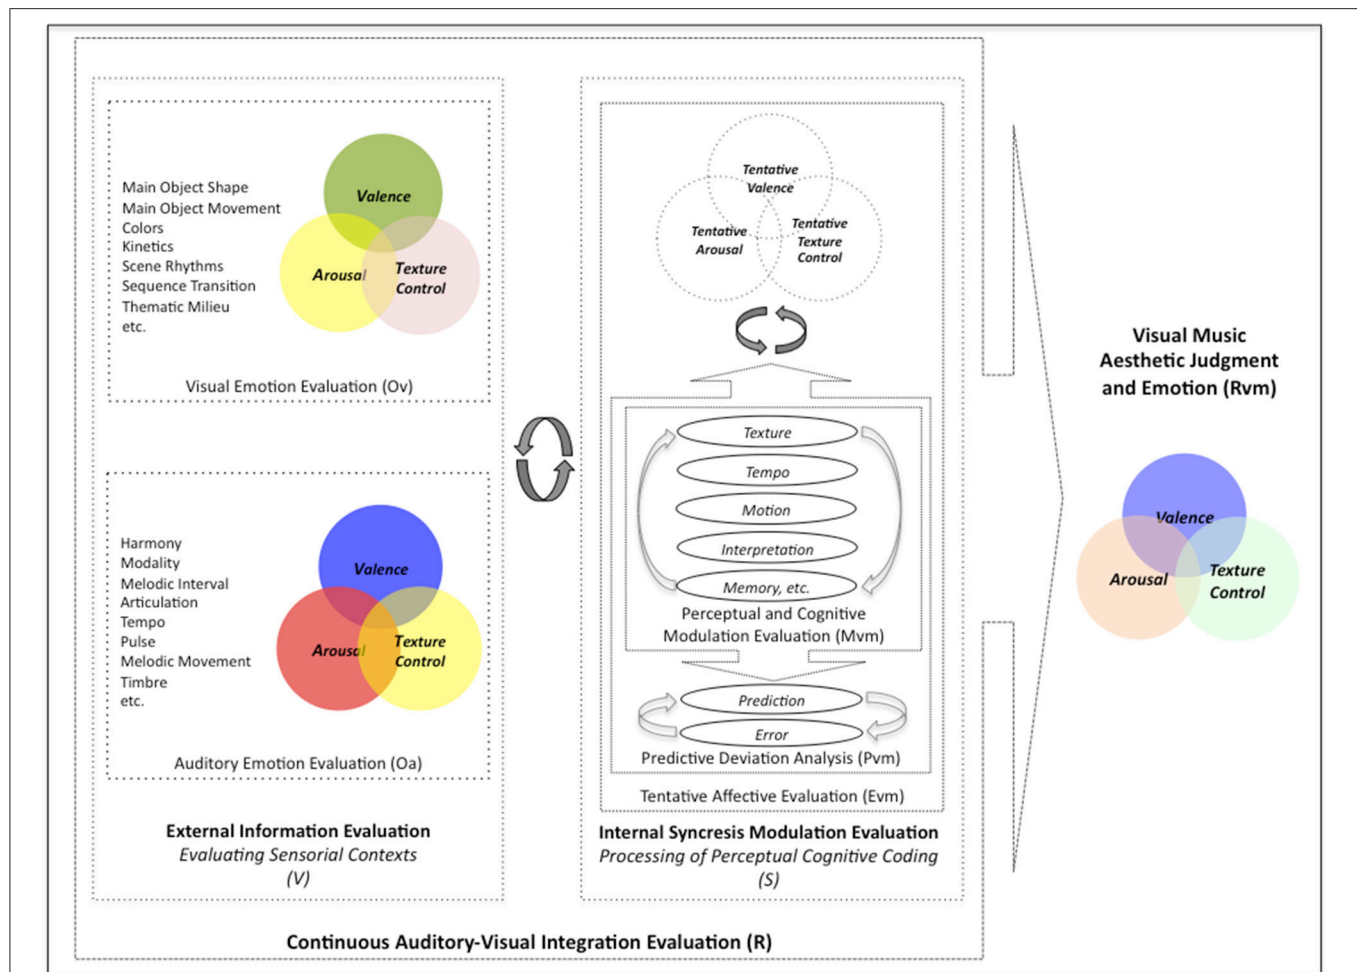 Main Object Shape
Main Object Movement
Colors
Kinetics
Scene Rhythms
Sequence Transition
Thematic Milieu
etc.
Valence
Arousal
Texture
Control
Visual Emotion Evaluation (Ov)
Harmony
Modality
Melodic Interval
Articulation
Tempo
Pulse
Melodic Movement
Timbre
etc.
Valence
Arousal
Texture
Control
Auditory Emotion Evaluation (Oa)
External Information Evaluation
Evaluating Sensorial Contexts
(V)
Tentative
Valence
Tentative
Arousal
Tentative
Texture
Control
Texture
Tempo
Motion
Interpretation
Memory, etc.
Perceptual and Cognitive
Modulation Evaluation (Mvm)
Prediction
Error
Predictive Deviation Analysis (Pvm)
Tentative Affective Evaluation (Evm)
Internal Syncresis Modulation Evaluation
Processing of Perceptual Cognitive Coding
(S)
Continuous Auditory-Visual Integration Evaluation (R)
Visual Music
Aesthetic Judgment
and Emotion (Rvm)
Valence
Arousal
Texture
Control